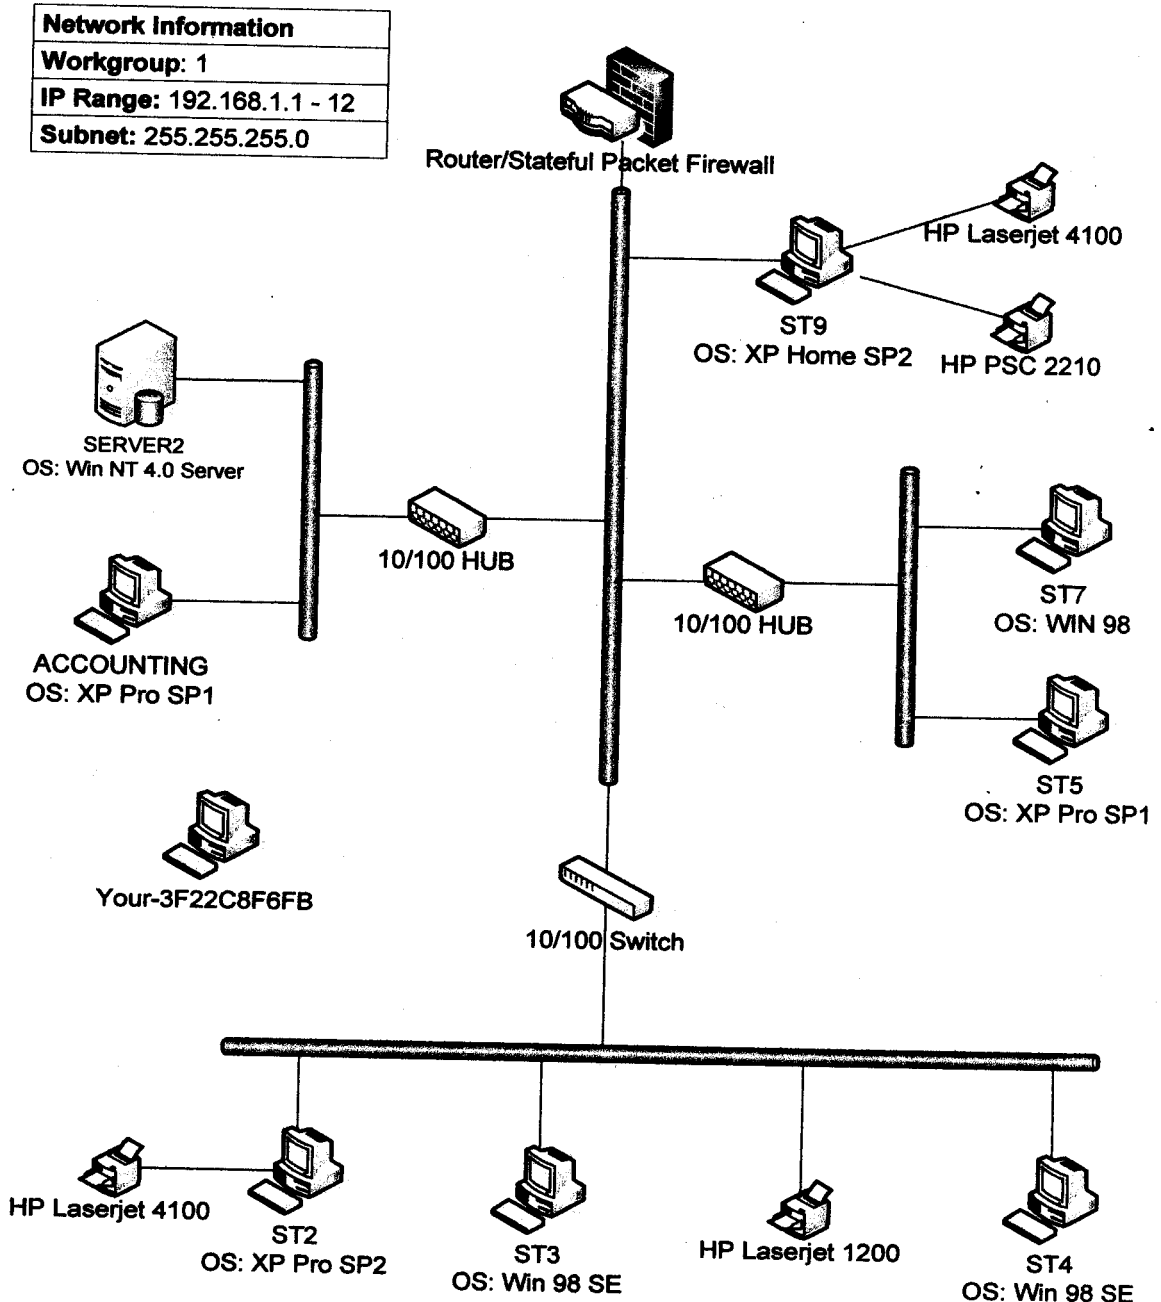 Network Information
Workgroup: 1
IP Range: 192.168.1.1 - 12
Subnet: 255.255.255.0
Router/Stateful Packet Firewall
HP Laserjet 4100
ST9
OS: XP Home SP2
HP PSC 2210
SERVER2
OS: Win NT 4.0 Server
10/100 HUB
10/100 HUB
ST7
OS: WIN 98
ACCOUNTING
OS: XP Pro SP1
ST5
OS: XP Pro SP1
Your-3F22C8F6FB
10/100 Switch
HP Laserjet 4100
ST2
OS: XP Pro SP2
ST3
OS: Win 98 SE
HP Laserjet 1200
ST4
OS: Win 98 SE